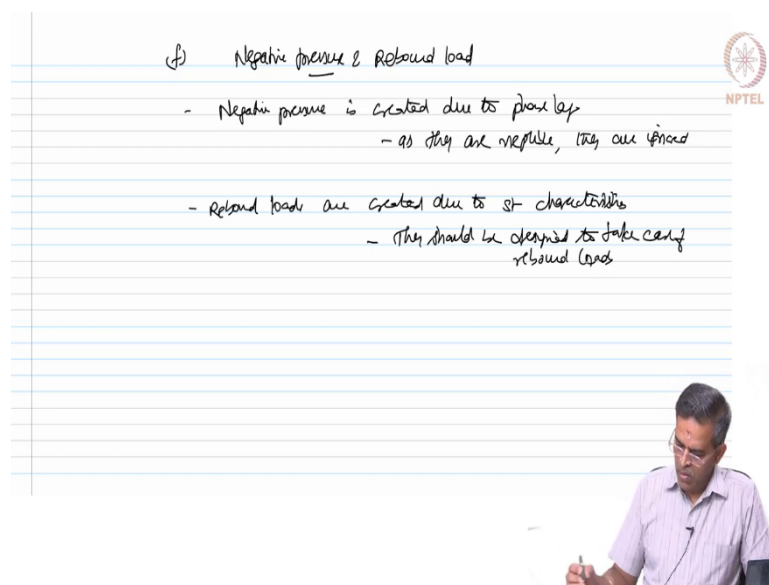 f) Negative pressure & Rebound load
NPTEL
- Negative pressure is created due to phase lag
- as they are negligible, they are ignored
- Rebound loads are created due to st characteristics
- They should be designed to take care of
rebound loads